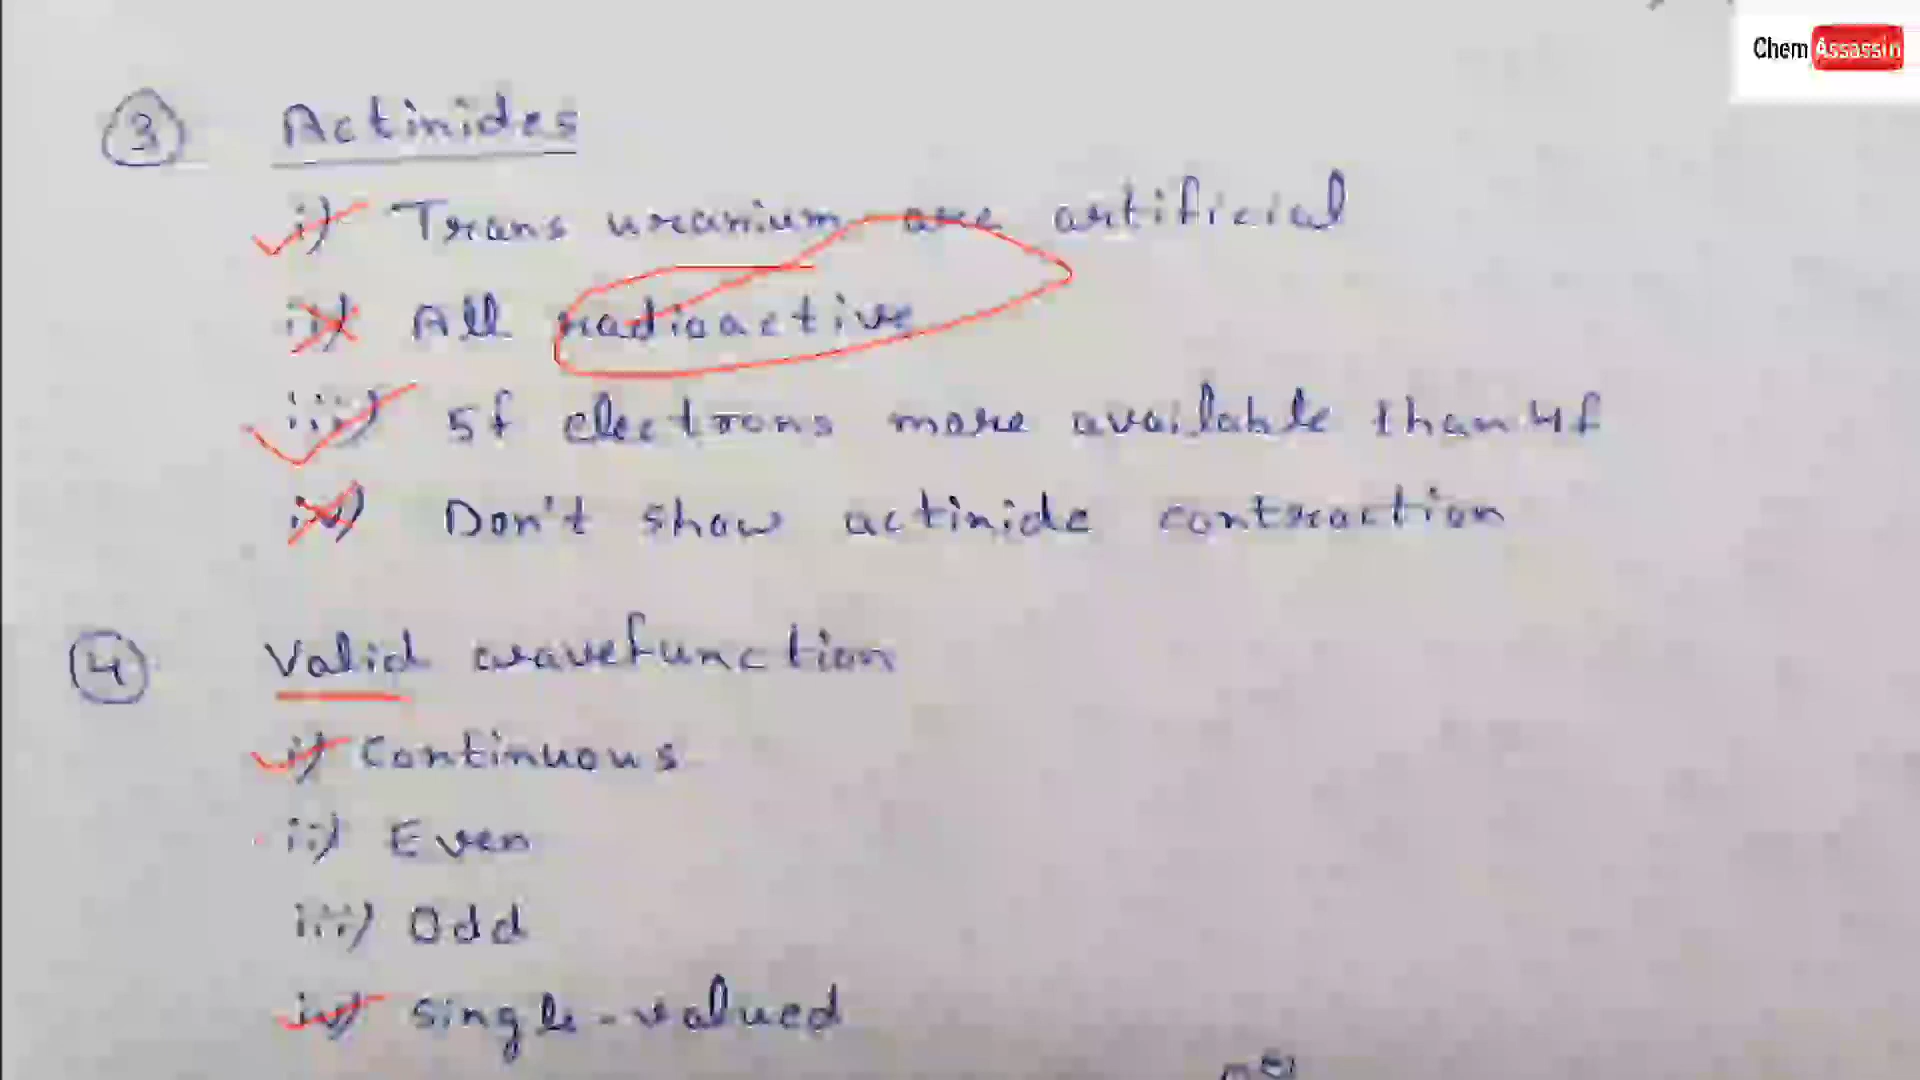 Chem Assassin
3 Actinides
i) Trans uranium are artificial
ii) All radioactive
iii) 5f electrons more available than 4f
iv) Don't show actinide contraction
4 Valid wavefunction
i) Continuous
ii) Even
iii) Odd
iv) Single-valued